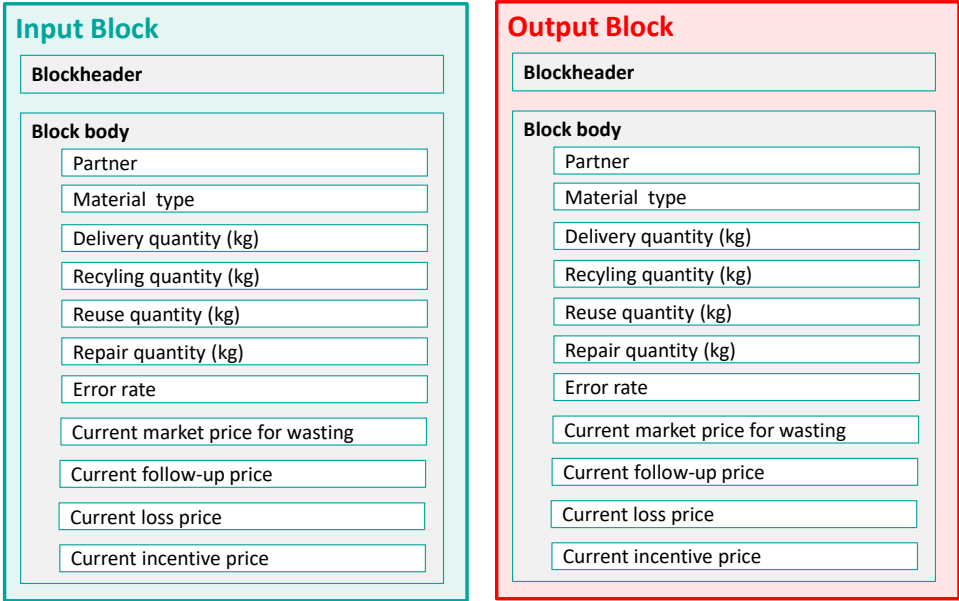 Input Block
Blockheader
Block body
Partner
Material type
Delivery quantity (kg)
Recyling quantity (kg)
Reuse quantity (kg)
Repair quantity (kg)
Error rate
Current market price for wasting
Current follow-up price
Current loss price
Current incentive price
Output Block
Blockheader
Block body
Partner
Material type
Delivery quantity (kg)
Recyling quantity (kg)
Reuse quantity (kg)
Repair quantity (kg)
Error rate
Current market price for wasting
Current follow-up price
Current loss price
Current incentive price